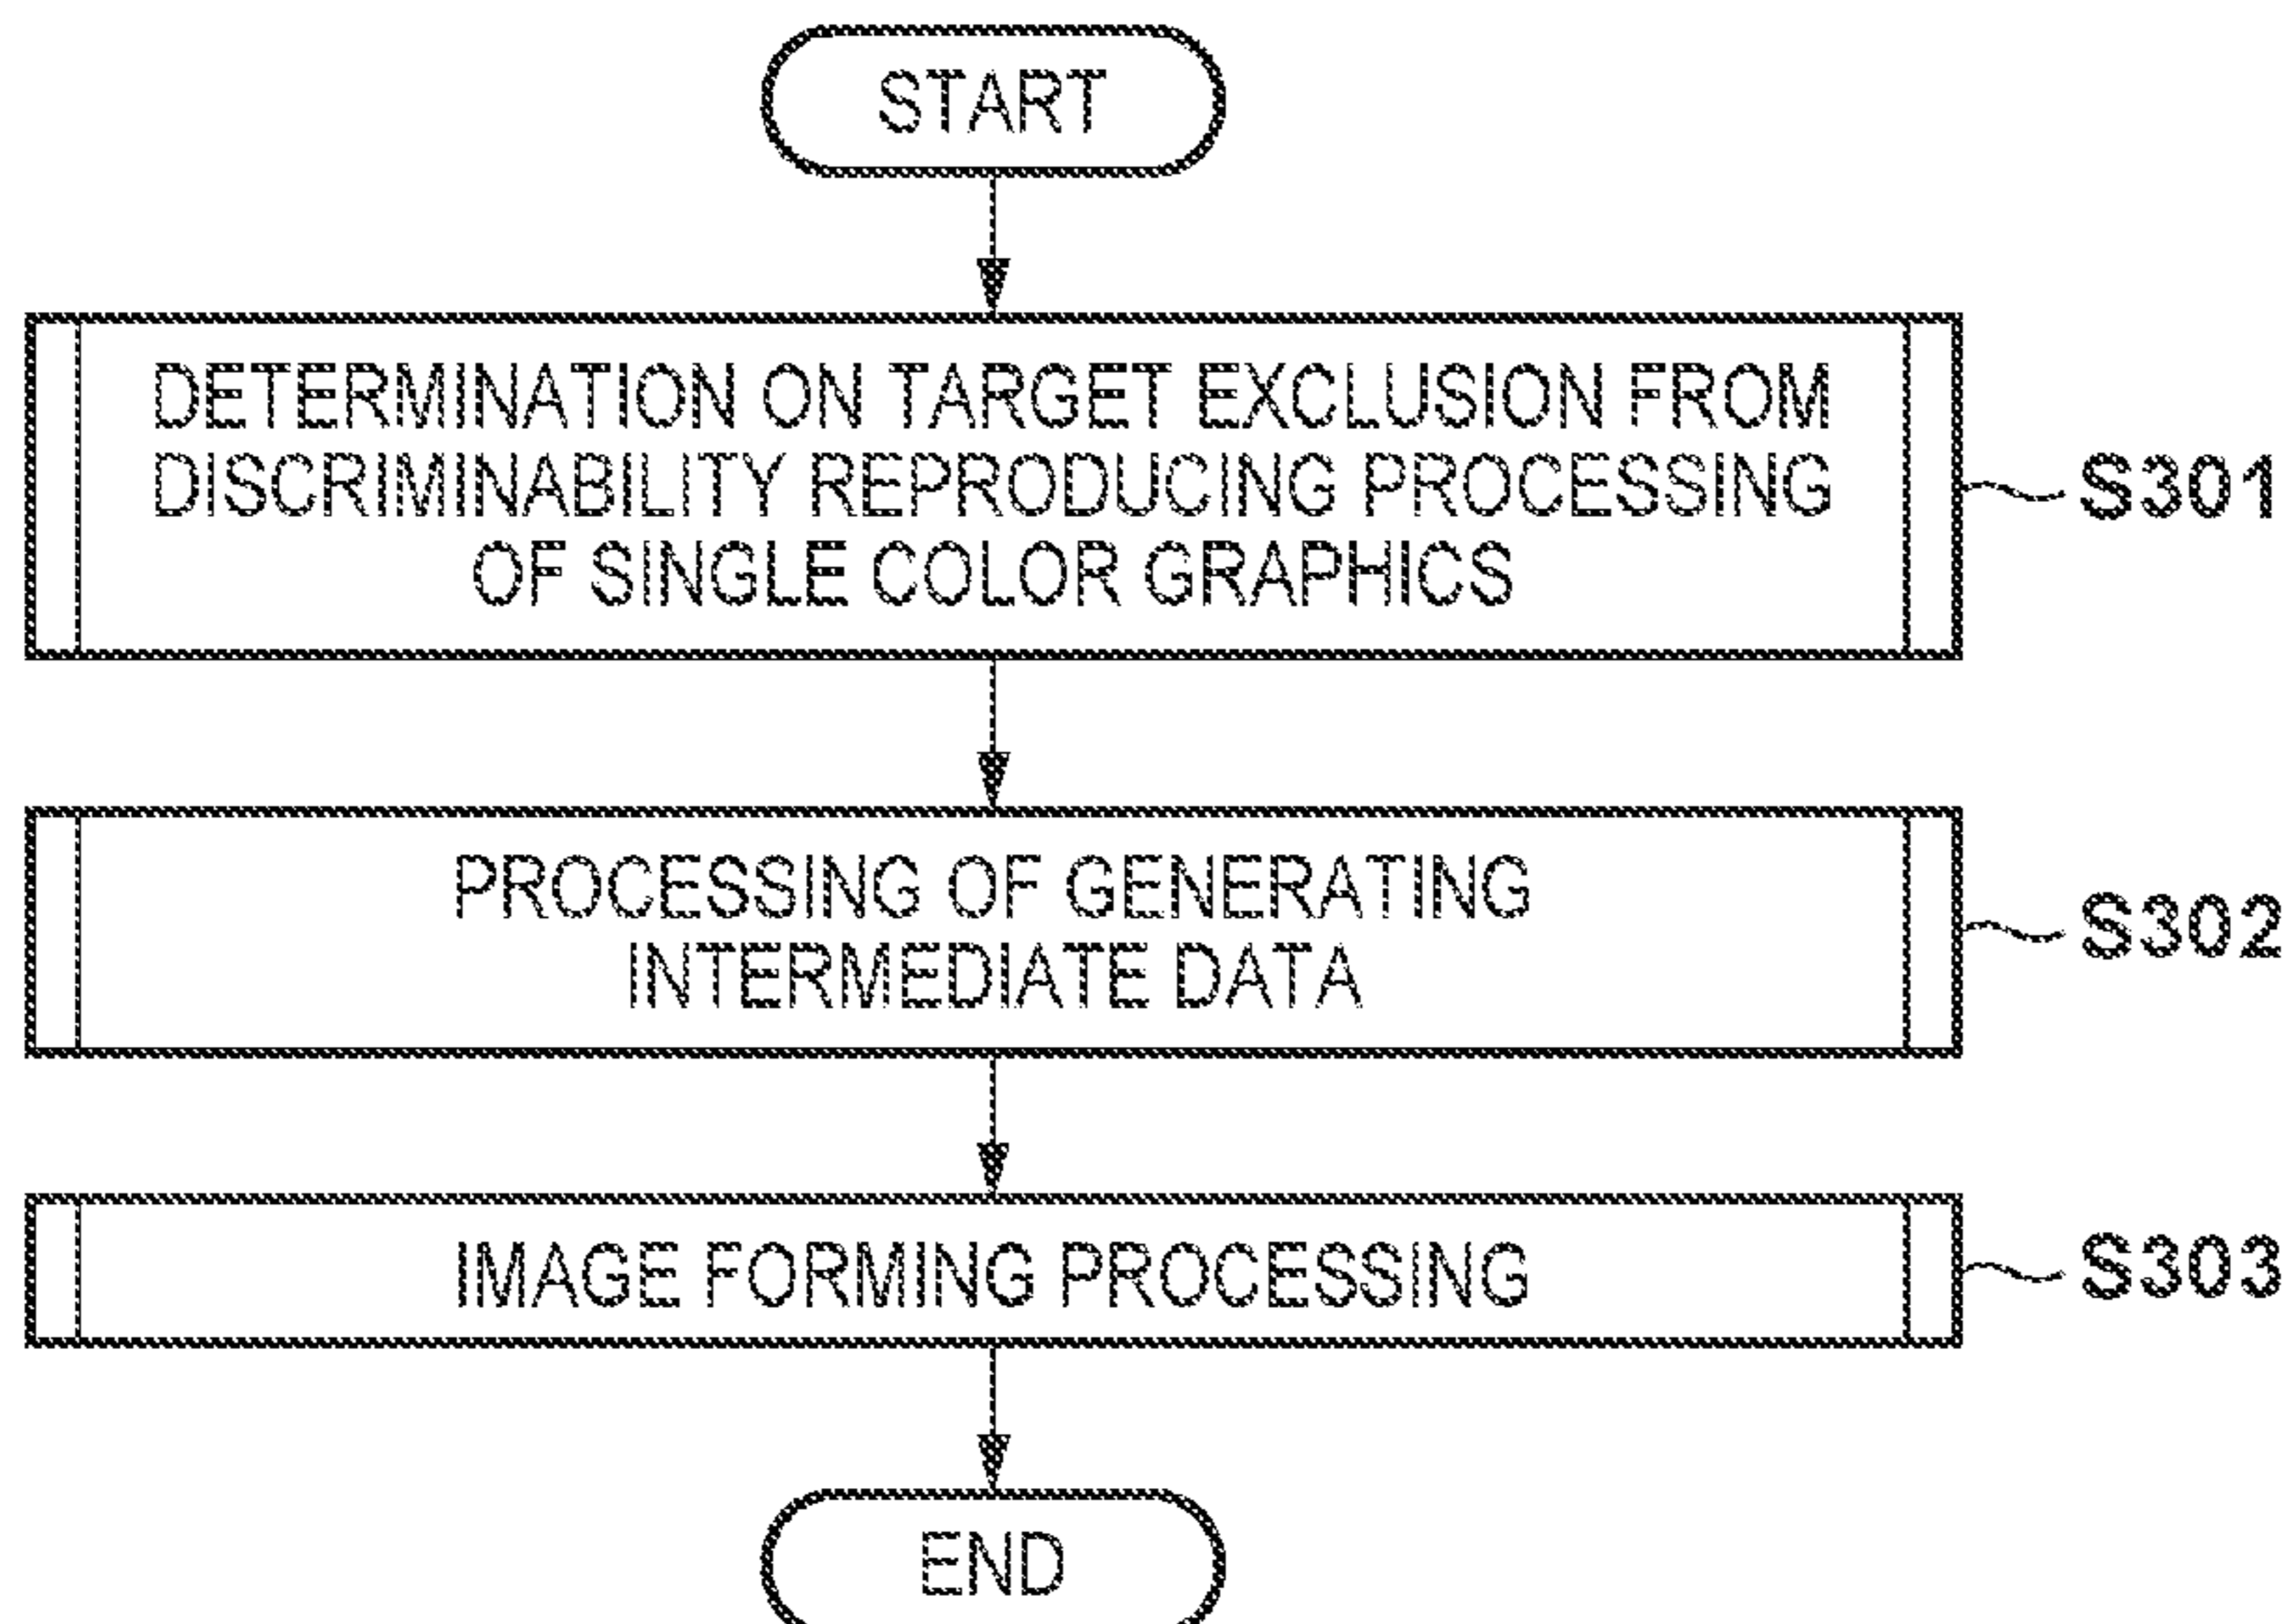 START
DETERMINATION ON TARGET EXCLUSION FROM
DISCRIMINABILITY REPRODUCING PROCESSING
OF SINGLE COLOR GRAPHICS
S301
PROCESSING OF GENERATING
INTERMEDIATE DATA
S302
IMAGE FORMING PROCESSING
S303
END